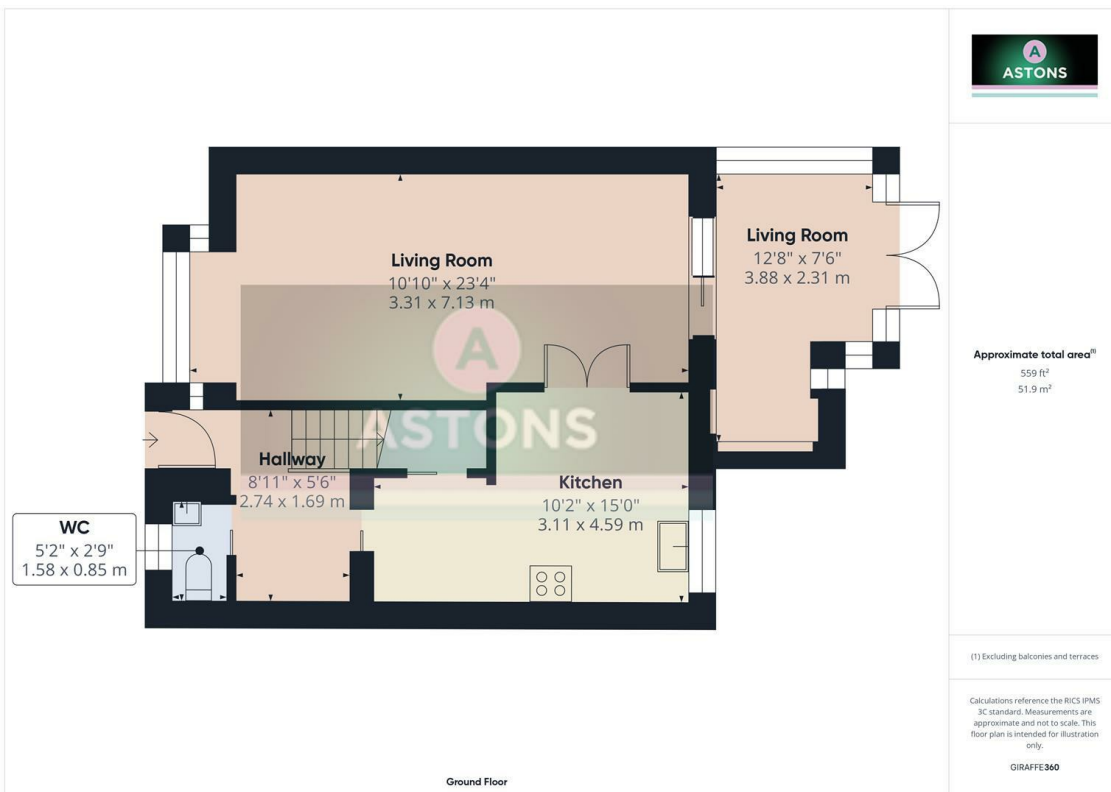 A
ASTONS
Living Room
10'10" x 23'4"
3.31 x 7.13 m
Living Room
12'8" x 7'6"
3.88 x 2.31 m
A
ASTONS
Hallway
8'11" x 5'6"
2.74 x 1.69 m
Kitchen
10'2" x 15'0"
3.11 x 4.59 m
WC
5'2" x 2'9"
1.58 x 0.85 m
Approximate total area(1)
559 ft²
51.9 m²
(1) Excluding balconies and terraces
Calculations reference the RICS IPMS
3C standard. Measurements are
approximate and not to scale. This
floor plan is intended for illustration
only.
GIRAFFE360
Ground Floor